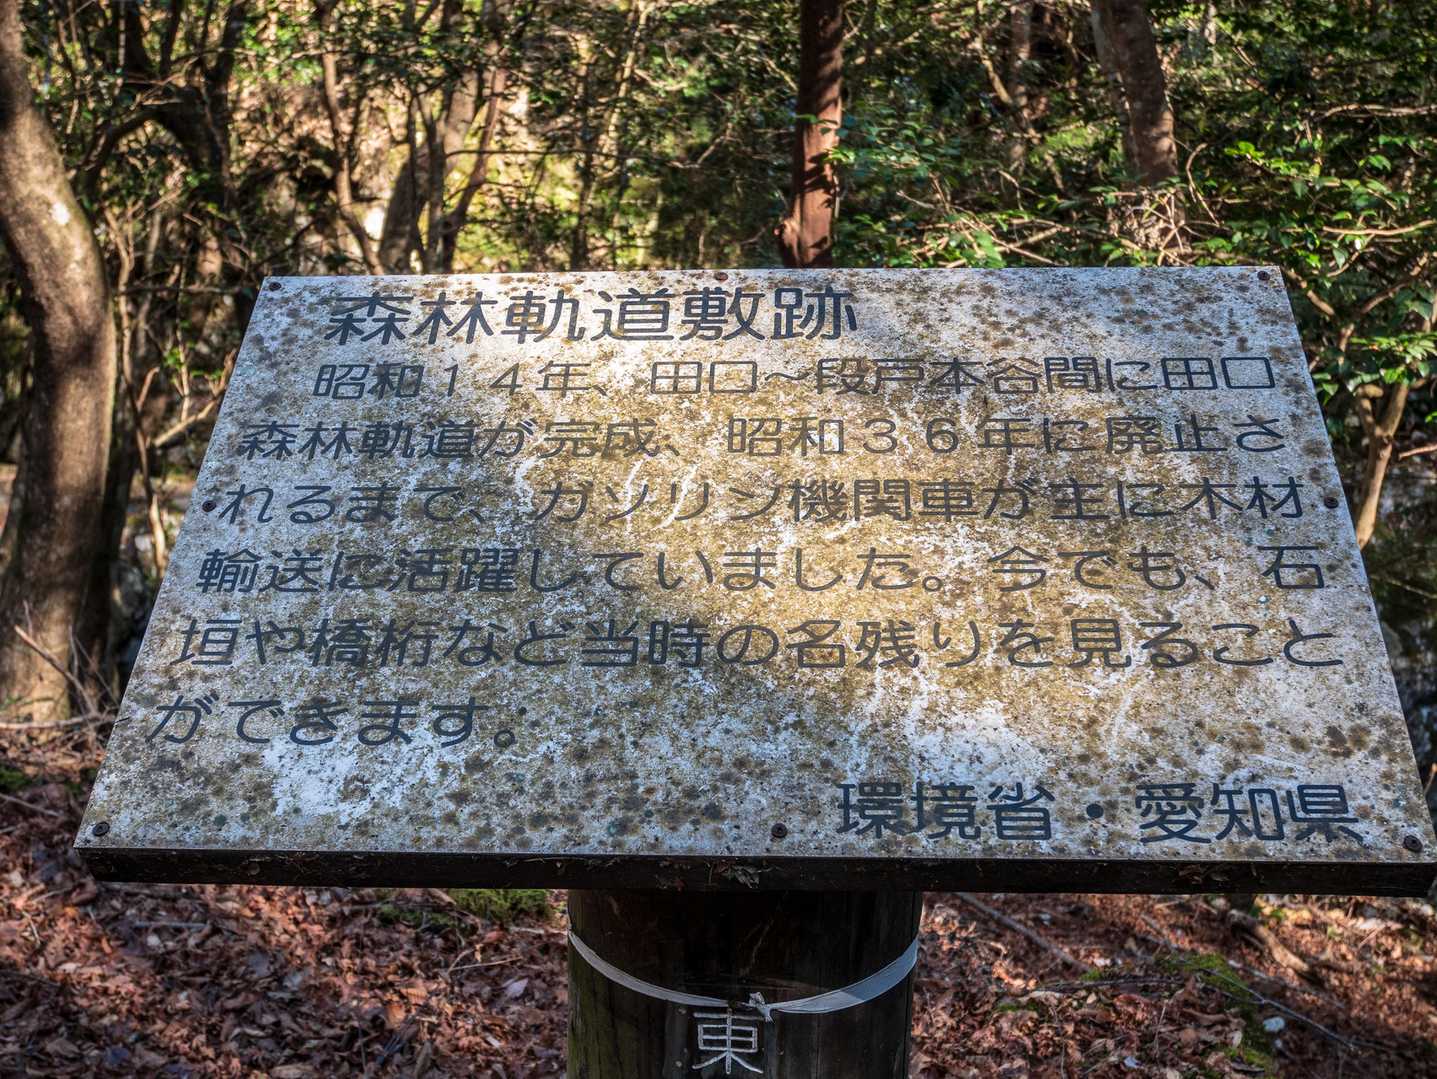 森林軌道敷跡
昭和１４年、田口～段戸本谷間に田口
森林軌道が完成、昭和３６年に廃止さ
れるまで、ガソリン機関車が主に木材
輸送に活躍していました。今でも、石
垣や橋桁など当時の名残りを見ること
ができます。
環境省・愛知県
東